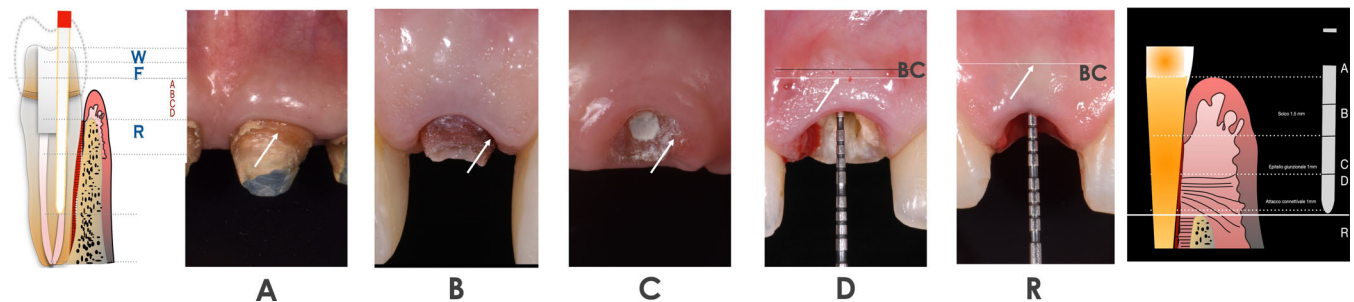 W
F
A
B
C
D
R
BC
BC
A
B
Solco 1,5 mm
Epitelio giunzionale 1mm
C
D
Attacco connettivale 1mm
R
A
B
C
D
R